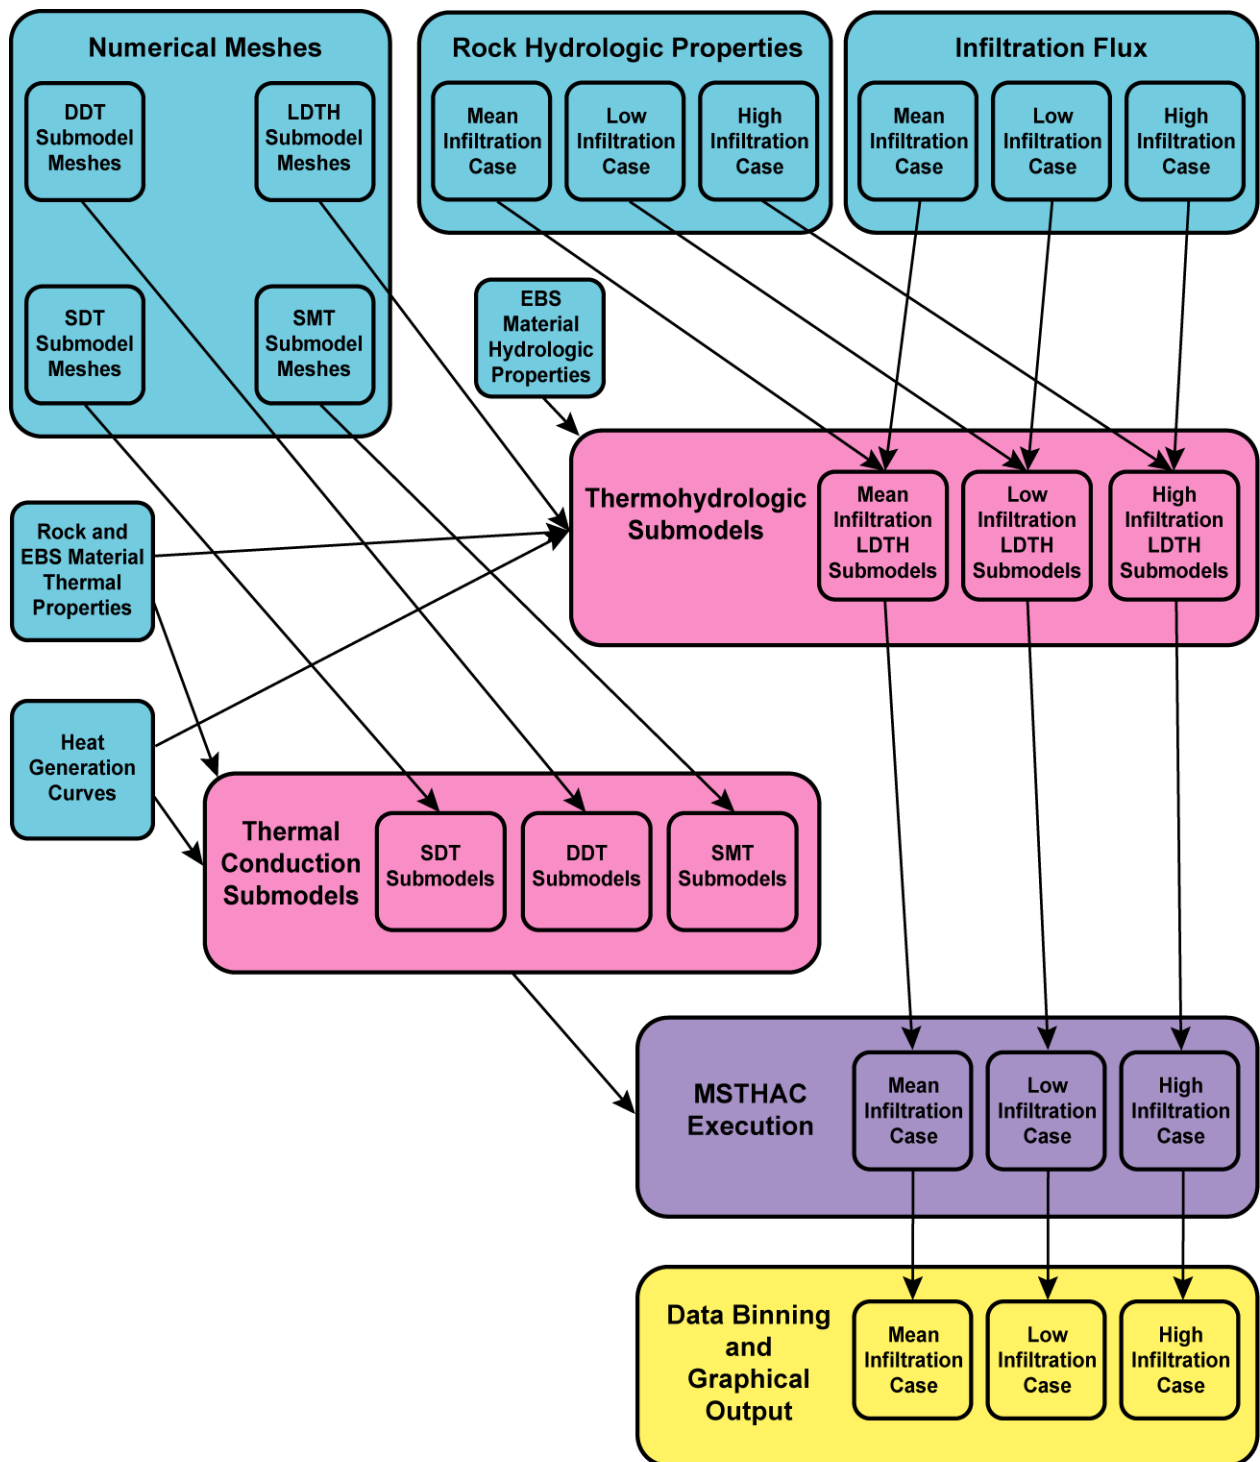 Numerical Meshes
DDT
Submodel
Meshes
LDTH
Submodel
Meshes
SDT
Submodel
Meshes
SMT
Submodel
Meshes
Rock Hydrologic Properties
Mean
Infiltration
Case
Low
Infiltration
Case
High
Infiltration
Case
Infiltration Flux
Mean
Infiltration
Case
Low
Infiltration
Case
High
Infiltration
Case
EBS
Material
Hydrologic
Properties
Rock and
EBS Material
Thermal
Properties
Heat
Generation
Curves
Thermohydrologic
Submodels
Mean
Infiltration
LDTH
Submodels
Low
Infiltration
LDTH
Submodels
High
Infiltration
LDTH
Submodels
Thermal
Conduction
Submodels
SDT
Submodels
DDT
Submodels
SMT
Submodels
MSTHAC
Execution
Mean
Infiltration
Case
Low
Infiltration
Case
High
Infiltration
Case
Data Binning
and
Graphical
Output
Mean
Infiltration
Case
Low
Infiltration
Case
High
Infiltration
Case